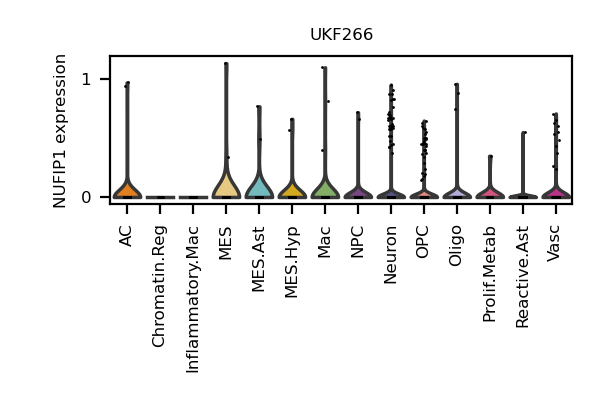 UKF266
NUFIP1 expression
1
0
AC
Chromatin.Reg
Inflammatory.Mac
MES
MES.Ast
MES.Hyp
Mac
NPC
Neuron
OPC
Oligo
Prolif.Metab
Reactive.Ast
Vasc